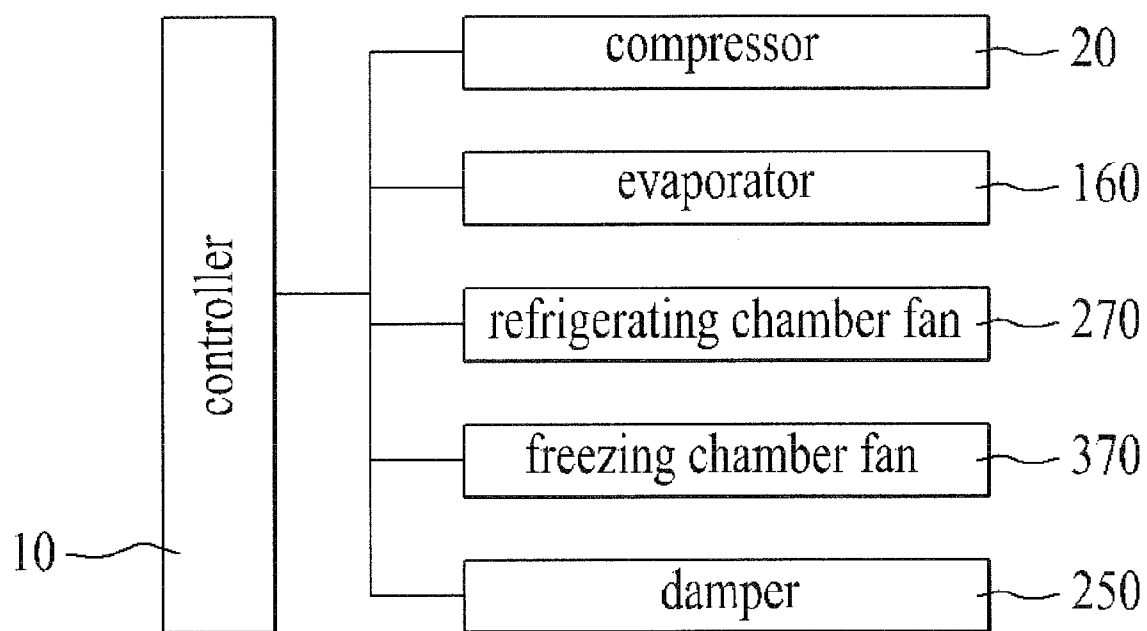 compressor 20
evaporator 160
refrigerating chamber fan 270
controller
freezing chamber fan 370
10
damper 250